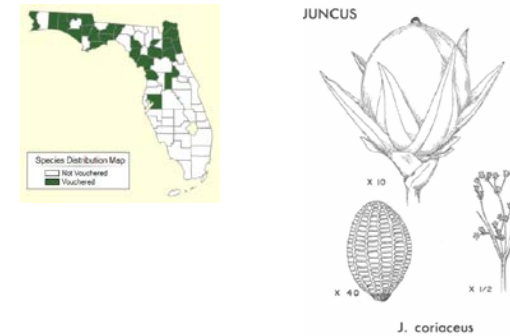 JUNCUS
Species Distribution Map
Not Vouchered
Vouchered
X 10
X 40
X 1/2
J. coriaceus